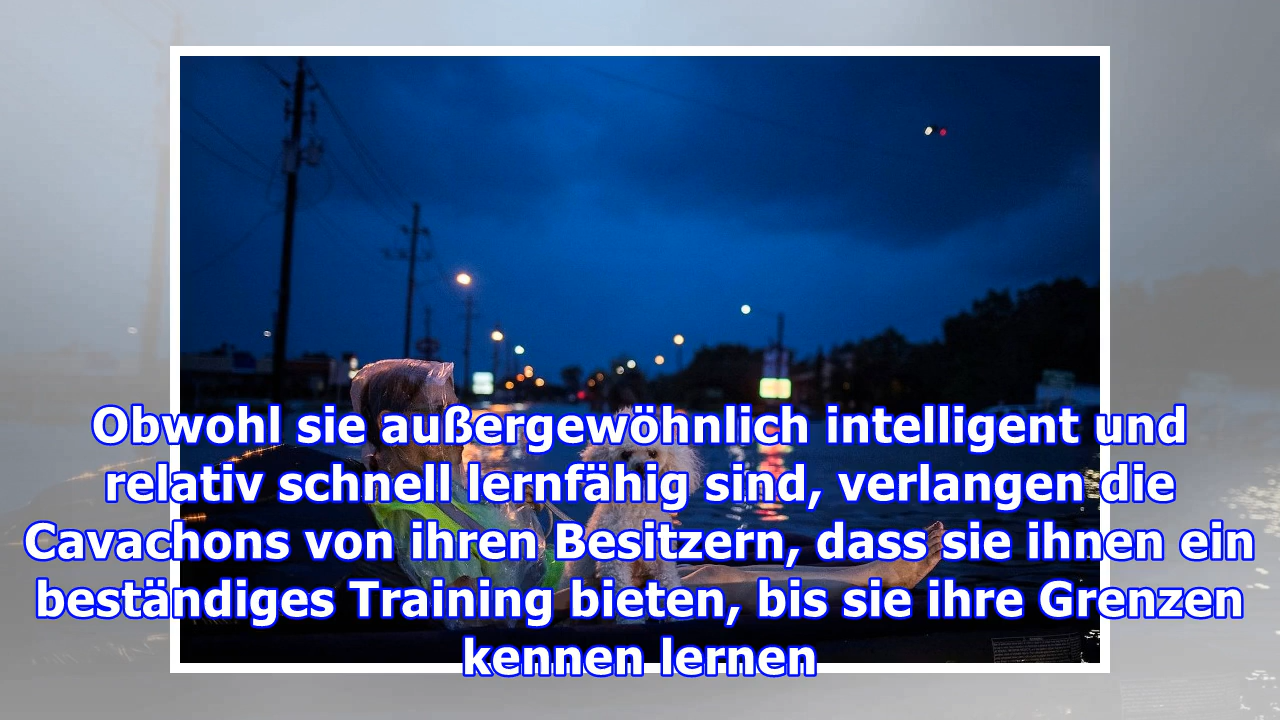 Obwohl sie außergewöhnlich intelligent und
relativ schnell lernfähig sind, verlangen die
Cavachons von ihren Besitzern, dass sie ihnen ein
beständiges Training bieten, bis sie ihre Grenzen
kennen lernen